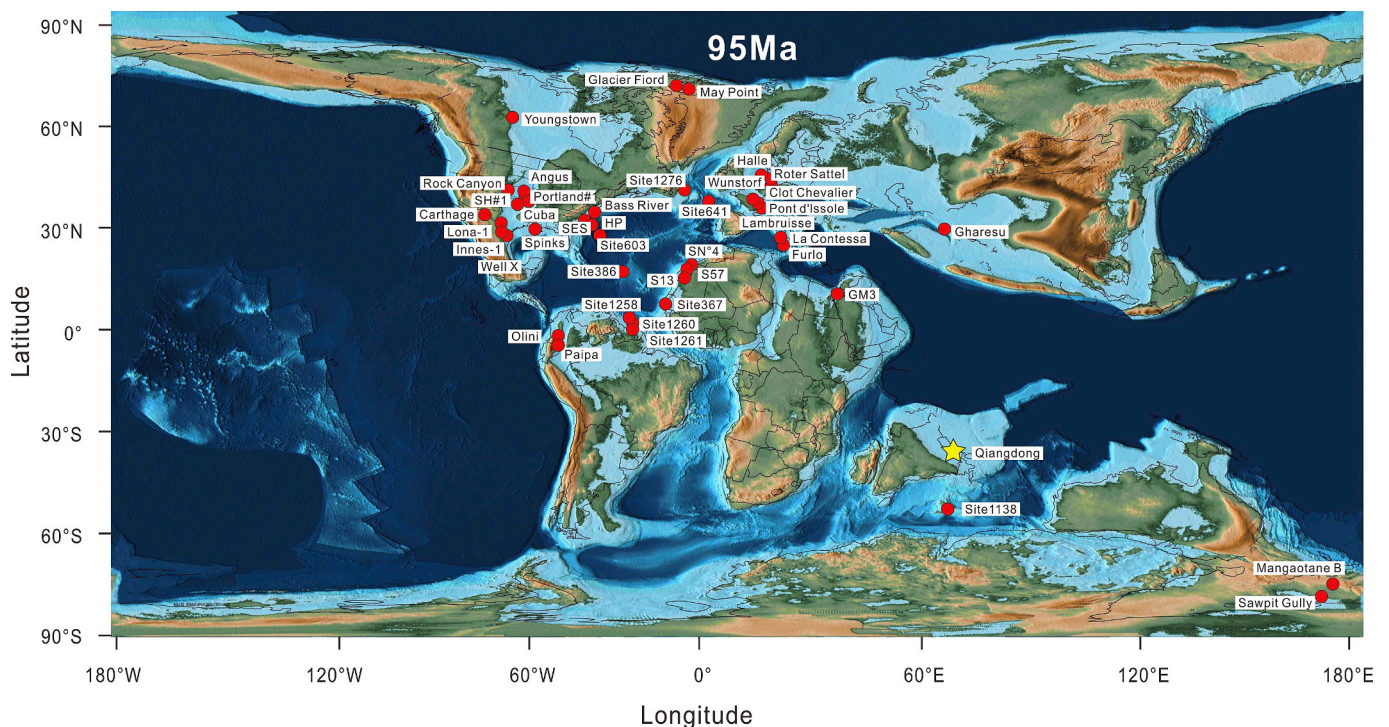 90°N
95Ma
Glacier Fiord
May Point
60°N
Youngstown
Halle
Roter Sattel
Angus
Rock Canyon
Site1276
Wunstorf
Clot Chevalier
SH#1
Portland#1
Bass River
Carthage
Cuba
Site641
Pont d'Issole
Lambruisse
30°N
Lona-1
SES
HP
Gharesu
Innes-1
Spinks
Site603
La Contessa
Furlo
Well X
SN°4
Site386
S13
S57
GM3
Site1258
Site367
0°
Olini
Site1260
Site1261
Paipa
Latitude
30°S
Qiangdong
Site1138
60°S
Mangaotane B
Sawpit Gully
90°S
180°W
120°W
60°W
0°
60°E
120°E
180°E
Longitude